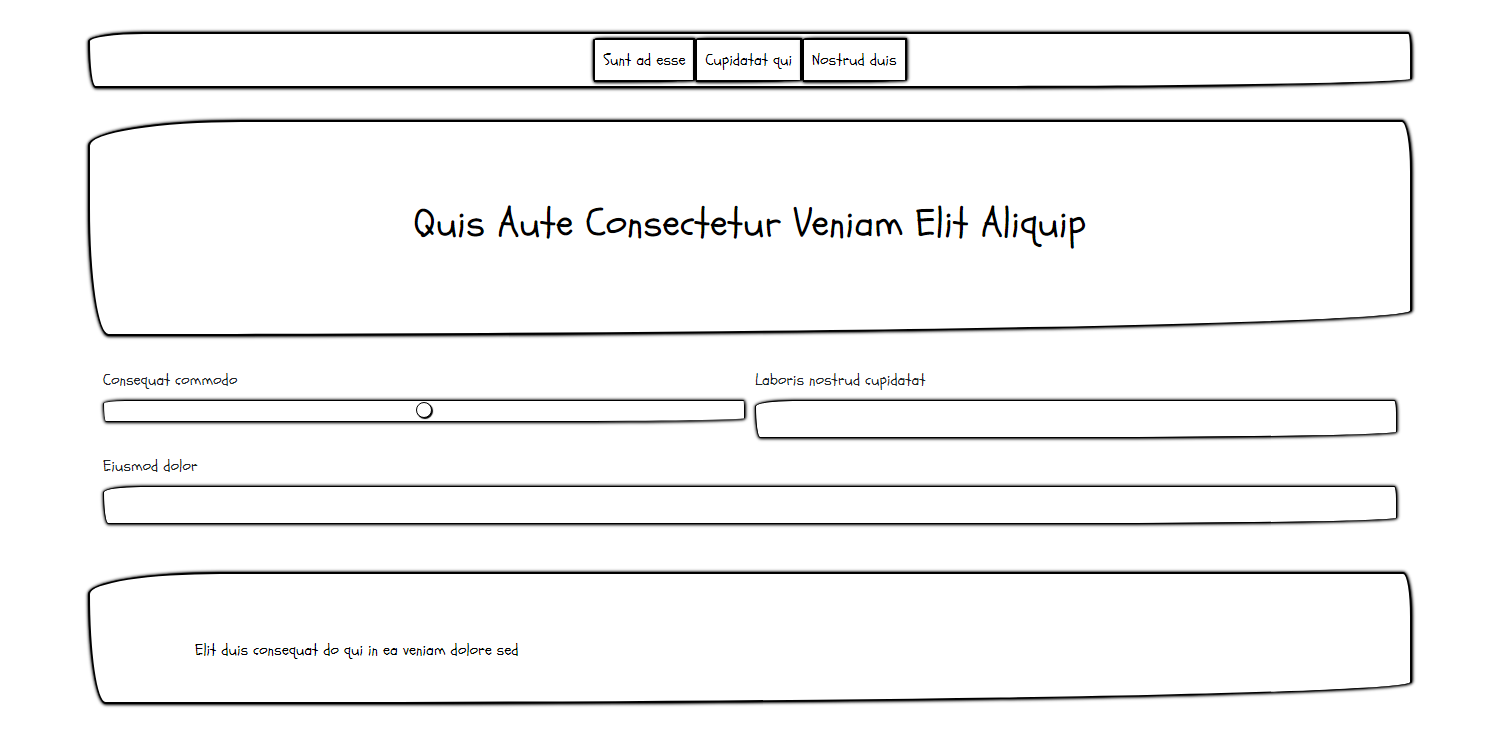 Sunt ad esse Cupidatat qui Nostrud duis
Quis Aute Consectetur Veniam Elit Aliquip
Consequat commodo
Laboris nostrud cupidatat
Eiusmod dolor
Elit duis consequat do qui in ea veniam dolore sed